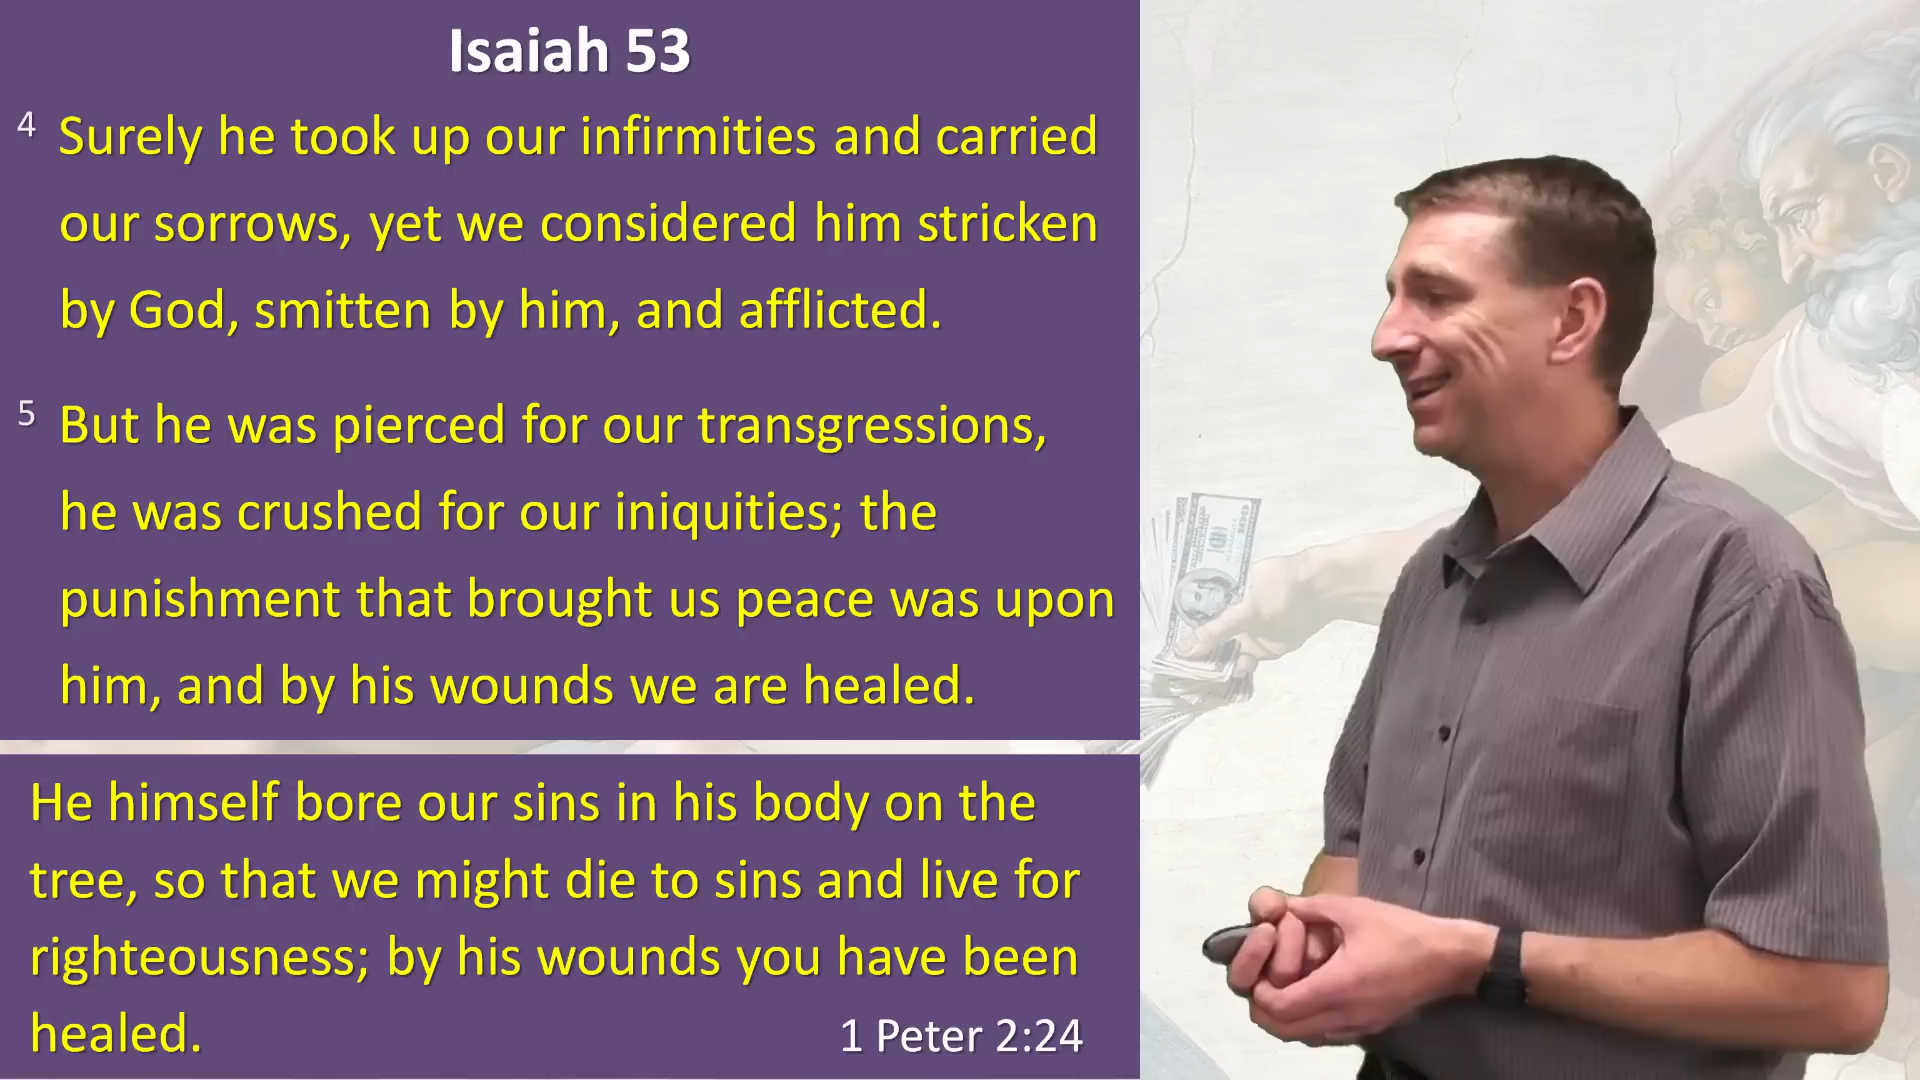 Isaiah 53
4 Surely he took up our infirmities and carried
our sorrows, yet we considered him stricken
by God, smitten by him, and afflicted.
5 But he was pierced for our transgressions,
he was crushed for our iniquities; the
punishment that brought us peace was upon
him, and by his wounds we are healed.
He himself bore our sins in his body on the
tree, so that we might die to sins and live for
righteousness; by his wounds you have been
healed.
1 Peter 2:24